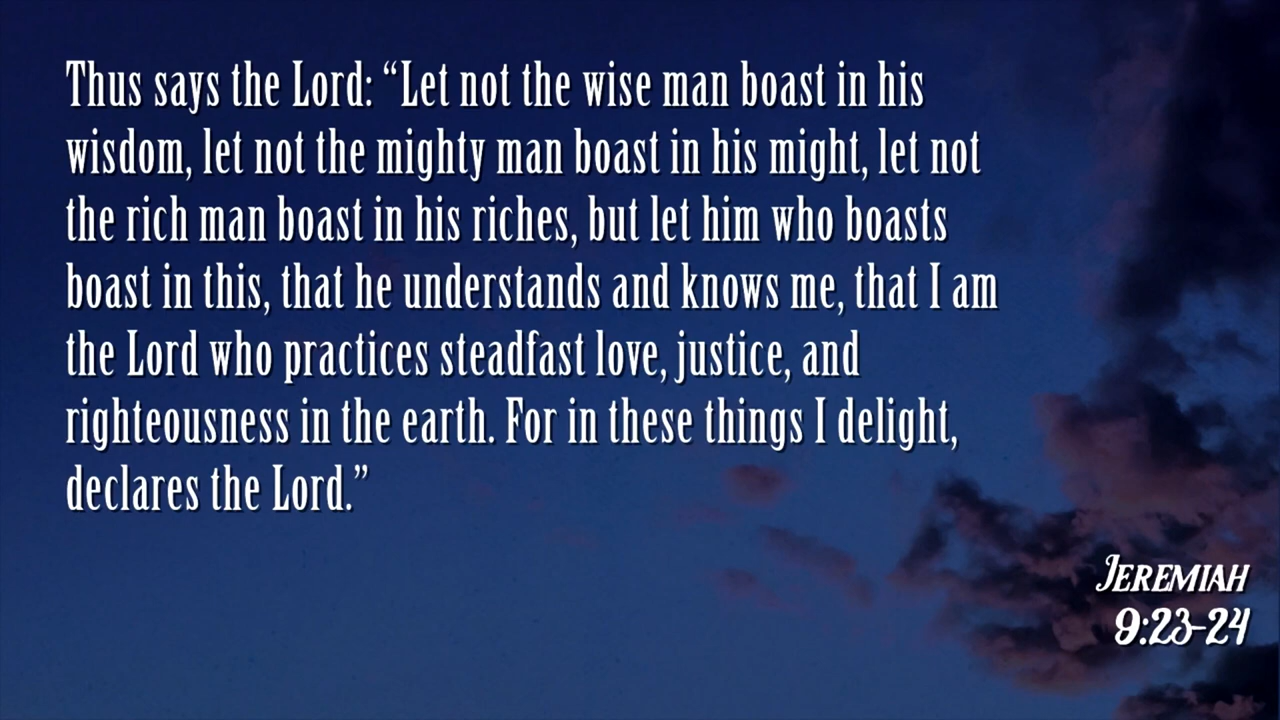 Thus says the Lord: “Let not the wise man boast in his
wisdom, let not the mighty man boast in his might, let not
the rich man boast in his riches, but let him who boasts
boast in this, that he understands and knows me, that I am
the Lord who practices steadfast love, justice, and
righteousness in the earth. For in these things I delight,
declares the Lord.”
Jeremiah
9:23-24